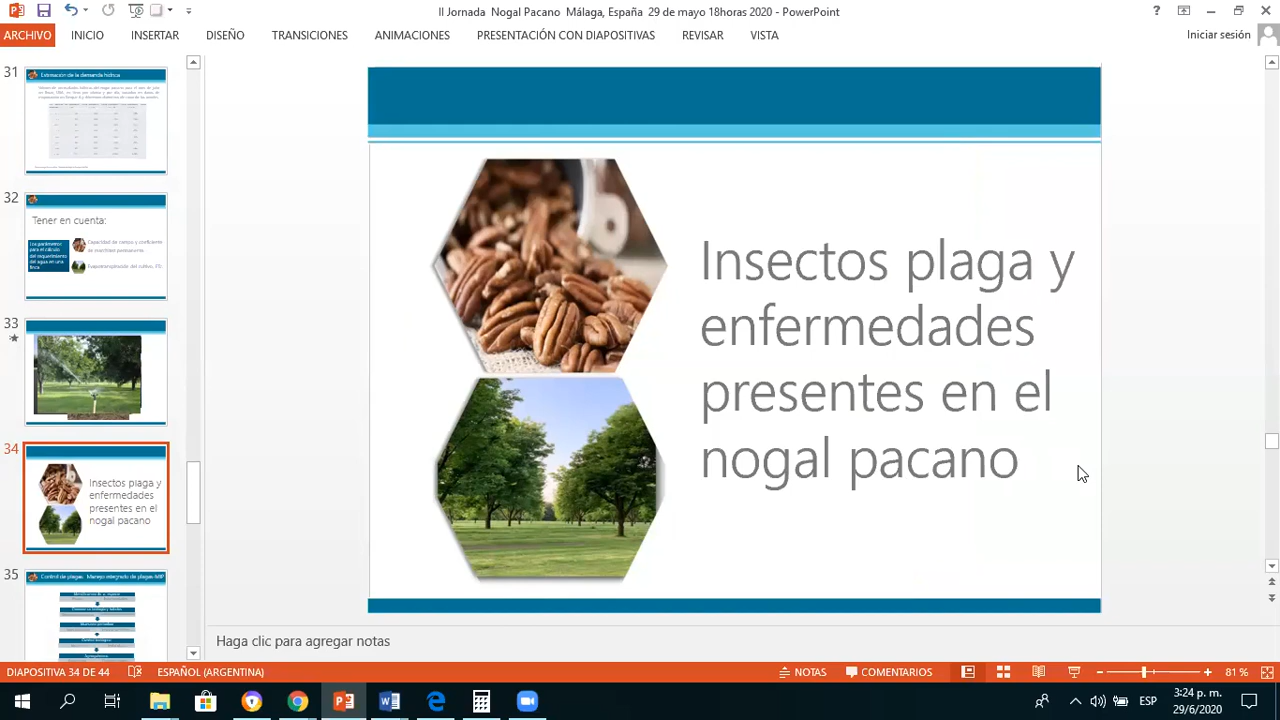 II Jornada Nogal Pacano Málaga, España 29 de mayo 18horas 2020 - PowerPoint
ARCHIVO INICIO INSERTAR DISEÑO TRANSICIONES ANIMACIONES PRESENTACIÓN CON DIAPOSITIVAS REVISAR VISTA Iniciar sesión
31
Estimación de la demanda hídrica
32
Tener en cuenta:
Los parámetros
para el cálculo
del requerimiento
del agua en una
finca
Capacidad de campo y coeficiente
de marchitez permanente.
Evapotranspiración del cultivo, ETc
33
34
Insectos plaga y
enfermedades
presentes en el
nogal pacano
35
Control de plagas. Manejo integrado de plagas-MIP
Insectos plaga y
enfermedades
presentes en el
nogal pacano
Haga clic para agregar notas
DIAPOSITIVA 34 DE 44 ESPAÑOL (ARGENTINA) NOTAS COMENTARIOS 81 %
ESP
3:24 p. m.
29/6/2020